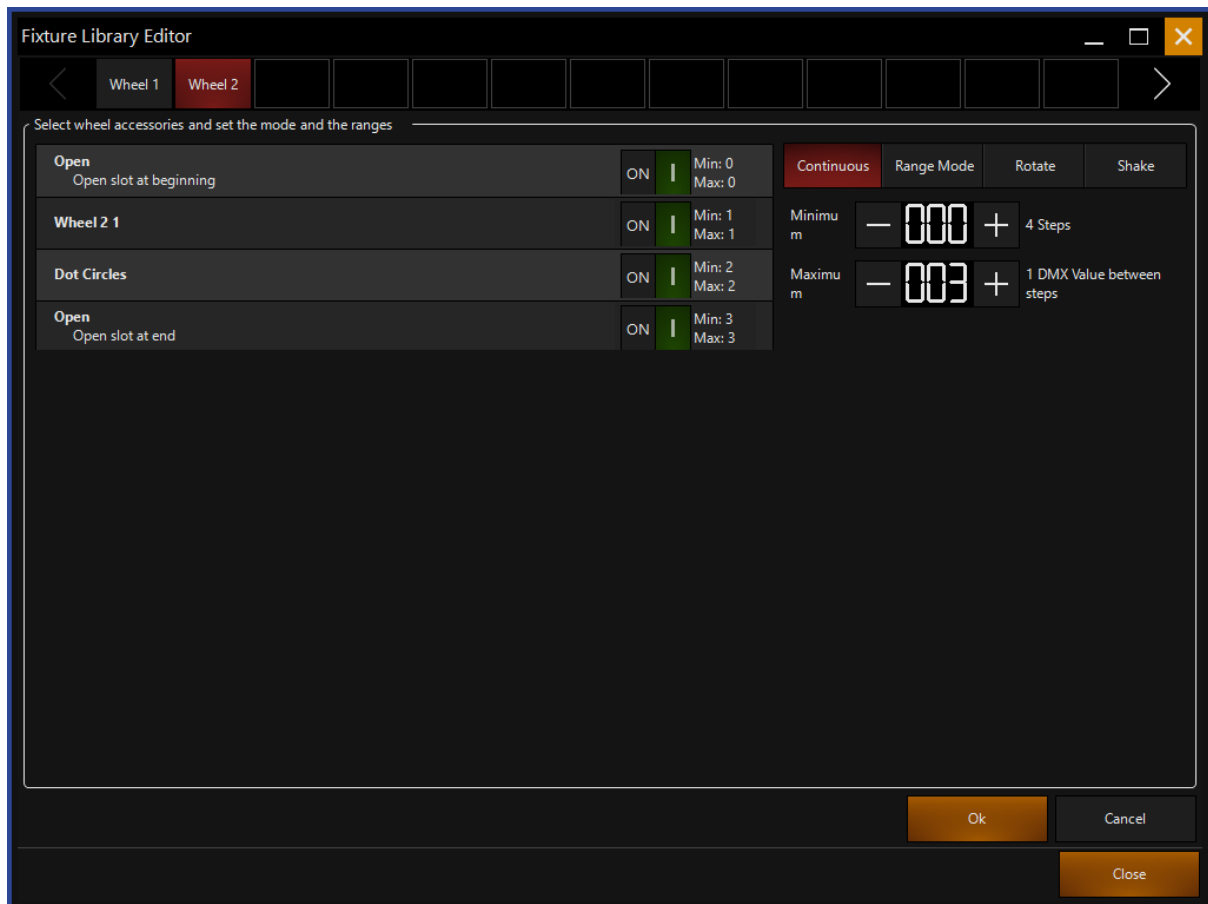 Fixture Library Editor
Wheel 1
Wheel 2
Select wheel accessories and set the mode and the ranges
Open
Open slot at beginning
ON
Min: 0
Max: 0
Wheel 2 1
ON
Min: 1
Max: 1
Dot Circles
ON
Min: 2
Max: 2
Open
Open slot at end
ON
Min: 3
Max: 3
Continuous
Range Mode
Rotate
Shake
Minimu
m
000
4 Steps
Maximu
m
003
1 DMX Value between
steps
Ok
Cancel
Close